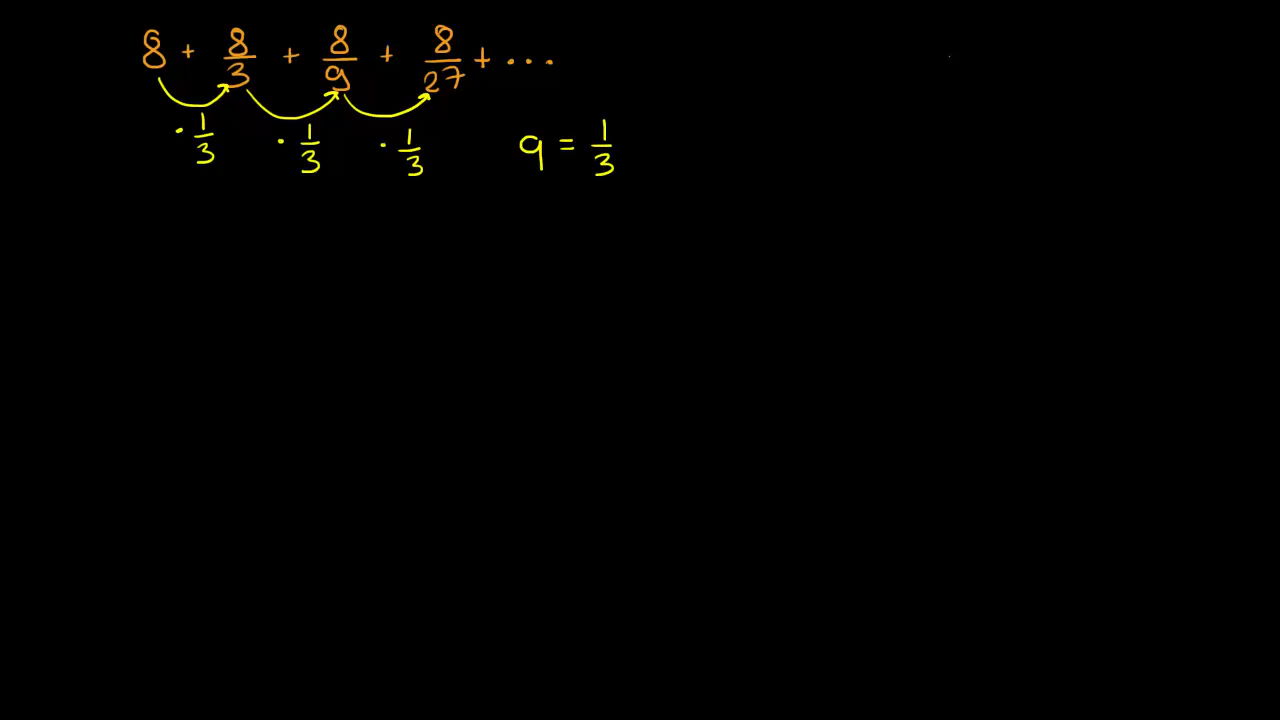 8 + 8/3 + 8/9 + 8/27 + ...
· 1/3 · 1/3 · 1/3 q = 1/3